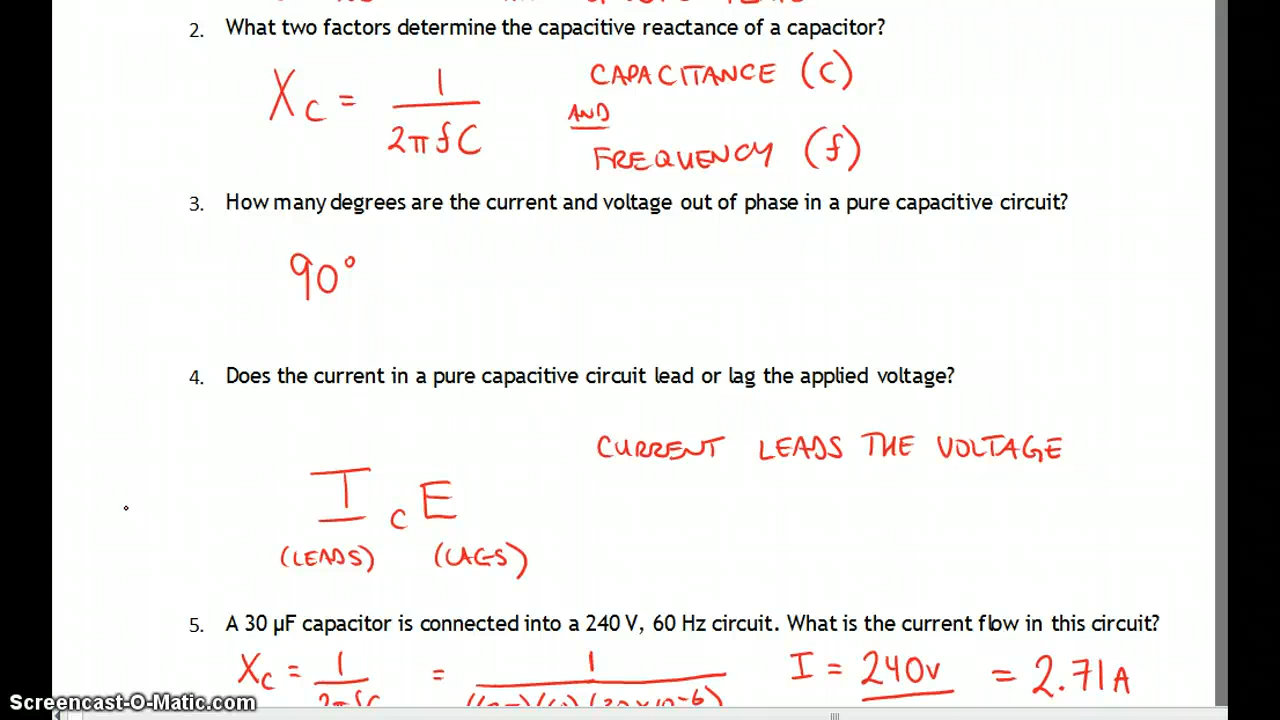 2. What two factors determine the capacitive reactance of a capacitor?
X_C = 1 / 2πfC
CAPACITANCE (C)
AND
FREQUENCY (f)
3. How many degrees are the current and voltage out of phase in a pure capacitive circuit?
90°
4. Does the current in a pure capacitive circuit lead or lag the applied voltage?
CURRENT LEADS THE VOLTAGE
I C E
(LEADS) (LAGS)
5. A 30 µF capacitor is connected into a 240 V, 60 Hz circuit. What is the current flow in this circuit?
X_C = 1 / 2πfC = 1 I = 240V = 2.71A
Screencast-O-Matic.com